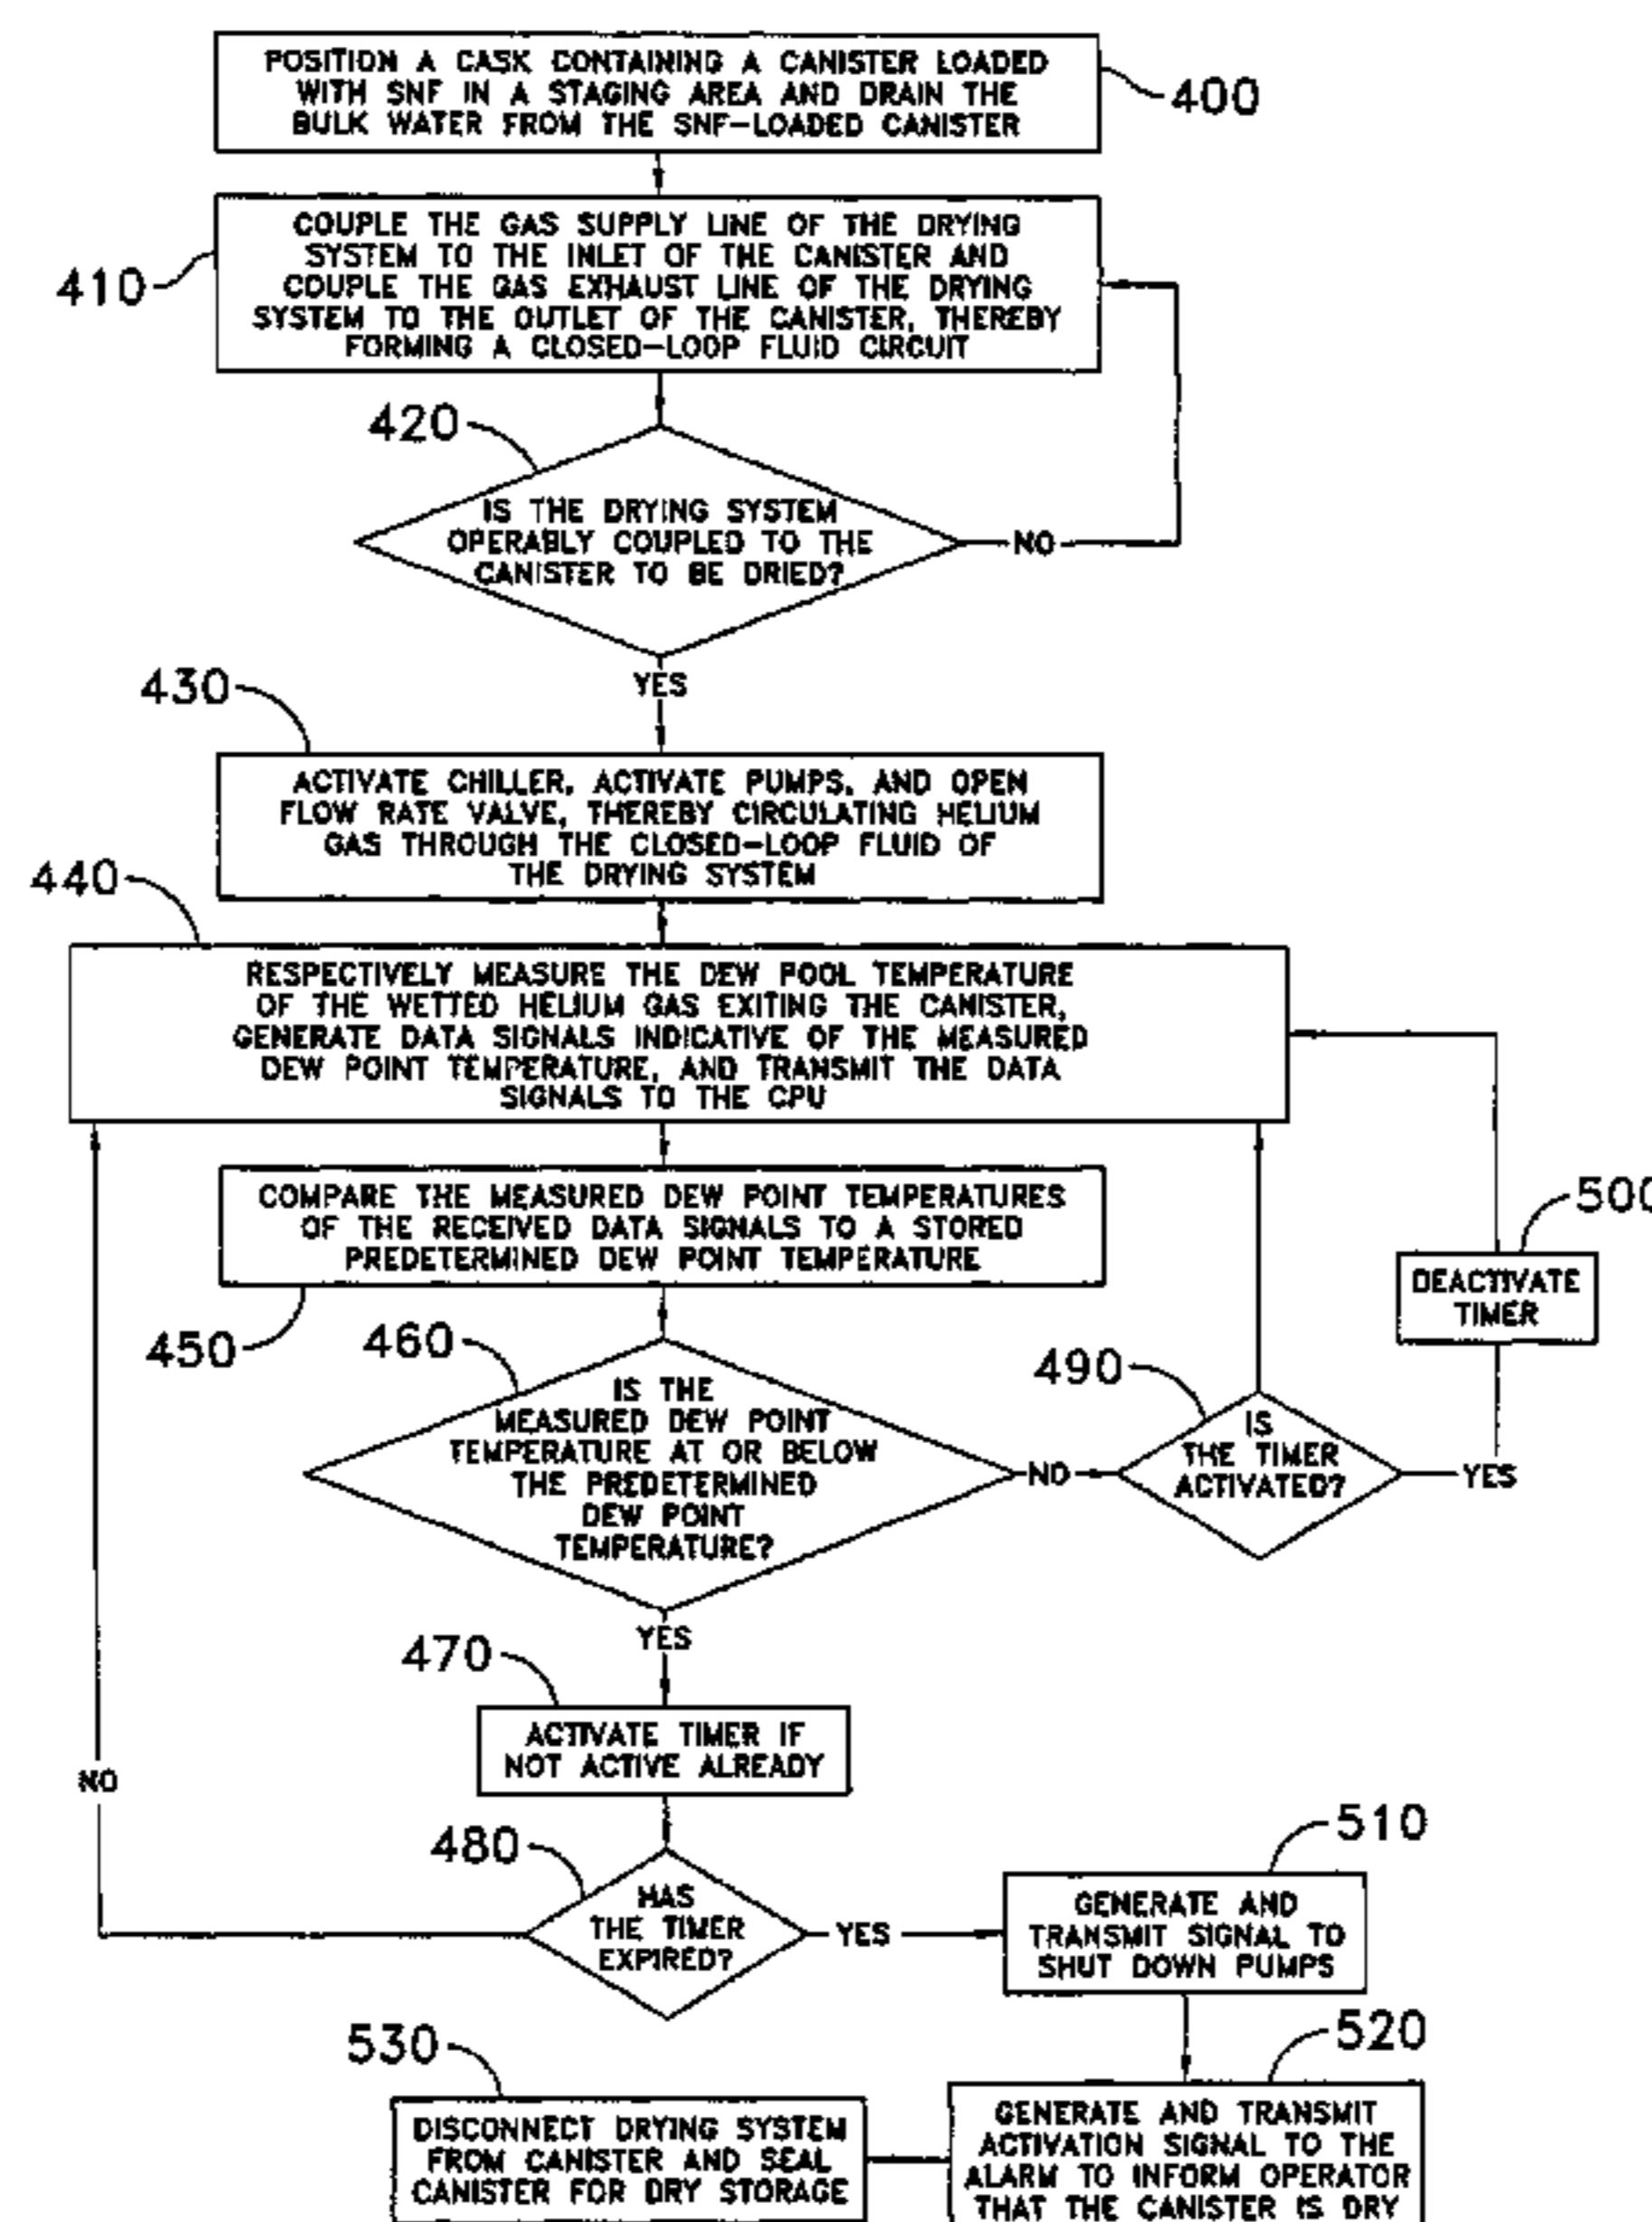 POSITION A CASK CONTAINING A CANISTER LOADED
WITH SNF IN A STAGING AREA AND DRAIN THE
BULK WATER FROM THE SNF-LOADED CANISTER
400
COUPLE THE GAS SUPPLY LINE OF THE DRYING
SYSTEM TO THE INLET OF THE CANISTER AND
COUPLE THE GAS EXHAUST LINE OF THE DRYING
SYSTEM TO THE OUTLET OF THE CANISTER, THEREBY
FORMING A CLOSED-LOOP FLUID CIRCUIT
410
420
IS THE DRYING SYSTEM
OPERABLY COUPLED TO THE
CANISTER TO BE DRIED?
NO
YES
430
ACTIVATE CHILLER, ACTIVATE PUMPS, AND OPEN
FLOW RATE VALVE, THEREBY CIRCULATING HELIUM
GAS THROUGH THE CLOSED-LOOP FLUID OF
THE DRYING SYSTEM
440
RESPECTIVELY MEASURE THE DEW POOL TEMPERATURE
OF THE WETTED HELIUM GAS EXITING THE CANISTER,
GENERATE DATA SIGNALS INDICATIVE OF THE MEASURED
DEW POINT TEMPERATURE, AND TRANSMIT THE DATA
SIGNALS TO THE CPU
COMPARE THE MEASURED DEW POINT TEMPERATURES
OF THE RECEIVED DATA SIGNALS TO A STORED
PREDETERMINED DEW POINT TEMPERATURE
450
500
DEACTIVATE
TIMER
460
IS THE
MEASURED DEW POINT
TEMPERATURE AT OR BELOW
THE PREDETERMINED
DEW POINT
TEMPERATURE?
NO
490
IS
THE TIMER
ACTIVATED?
YES
YES
470
ACTIVATE TIMER IF
NOT ACTIVE ALREADY
NO
480
HAS
THE TIMER
EXPIRED?
YES
510
GENERATE AND
TRANSMIT SIGNAL TO
SHUT DOWN PUMPS
520
GENERATE AND TRANSMIT
ACTIVATION SIGNAL TO THE
ALARM TO INFORM OPERATOR
THAT THE CANISTER IS DRY
530
DISCONNECT DRYING SYSTEM
FROM CANISTER AND SEAL
CANISTER FOR DRY STORAGE